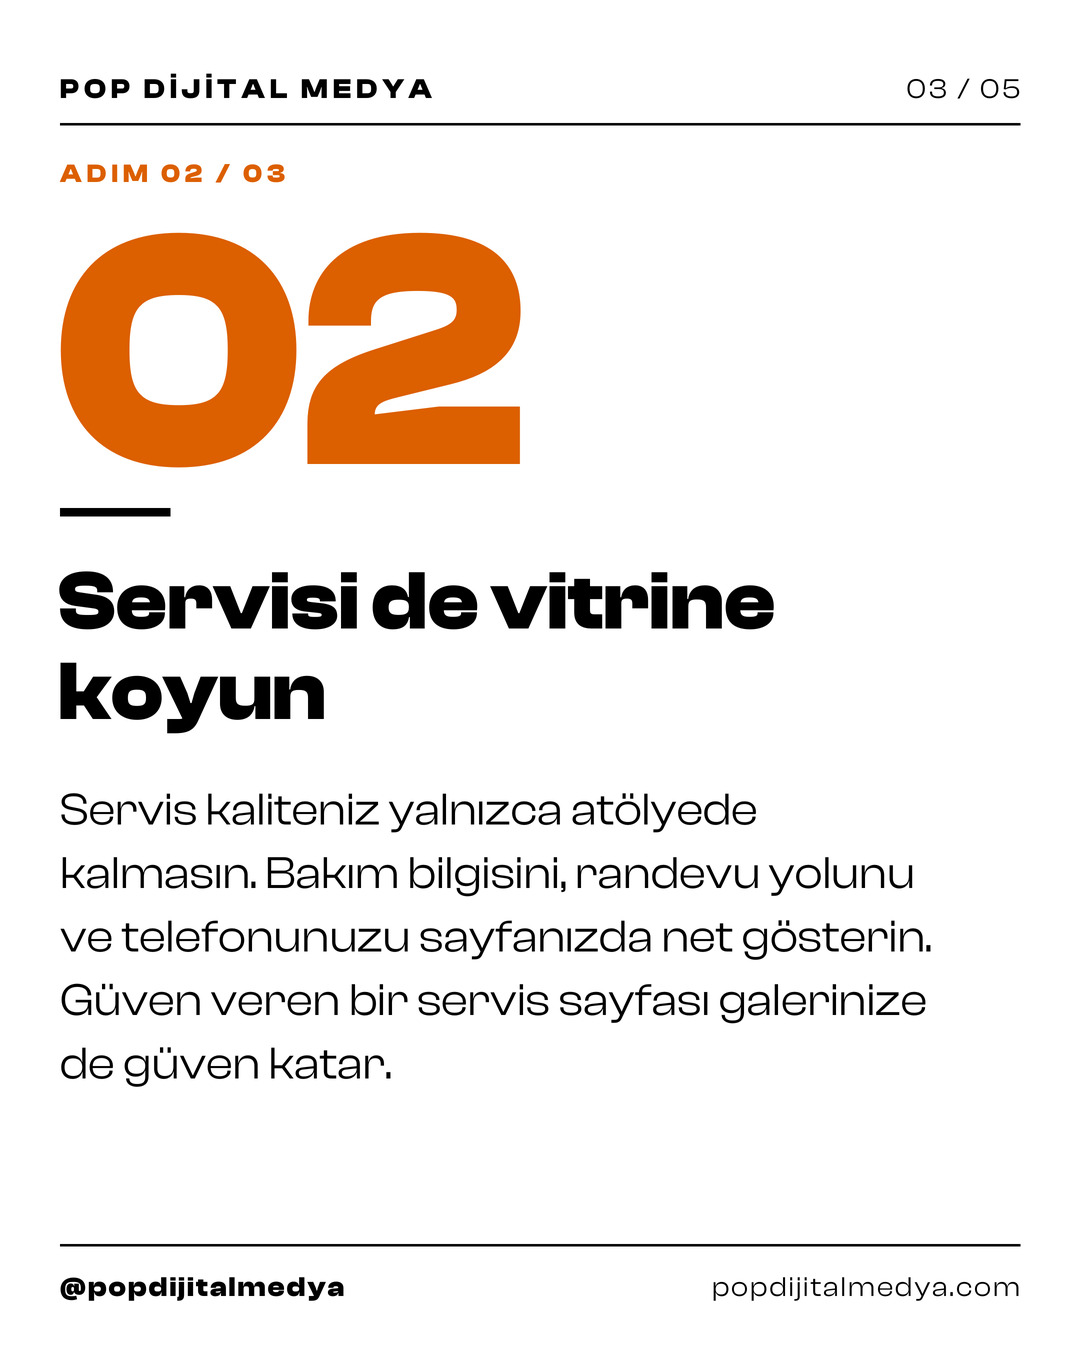 POP DİJİTAL MEDYA
03 / 05
ADIM 02 / 03
02
Servisi de vitrine
koyun
Servis kaliteniz yalnızca atölyede
kalmasın. Bakım bilgisini, randevu yolunu
ve telefonunuzu sayfanızda net gösterin.
Güven veren bir servis sayfası galerinize
de güven katar.
@popdijitalmedya
popdijitalmedya.com